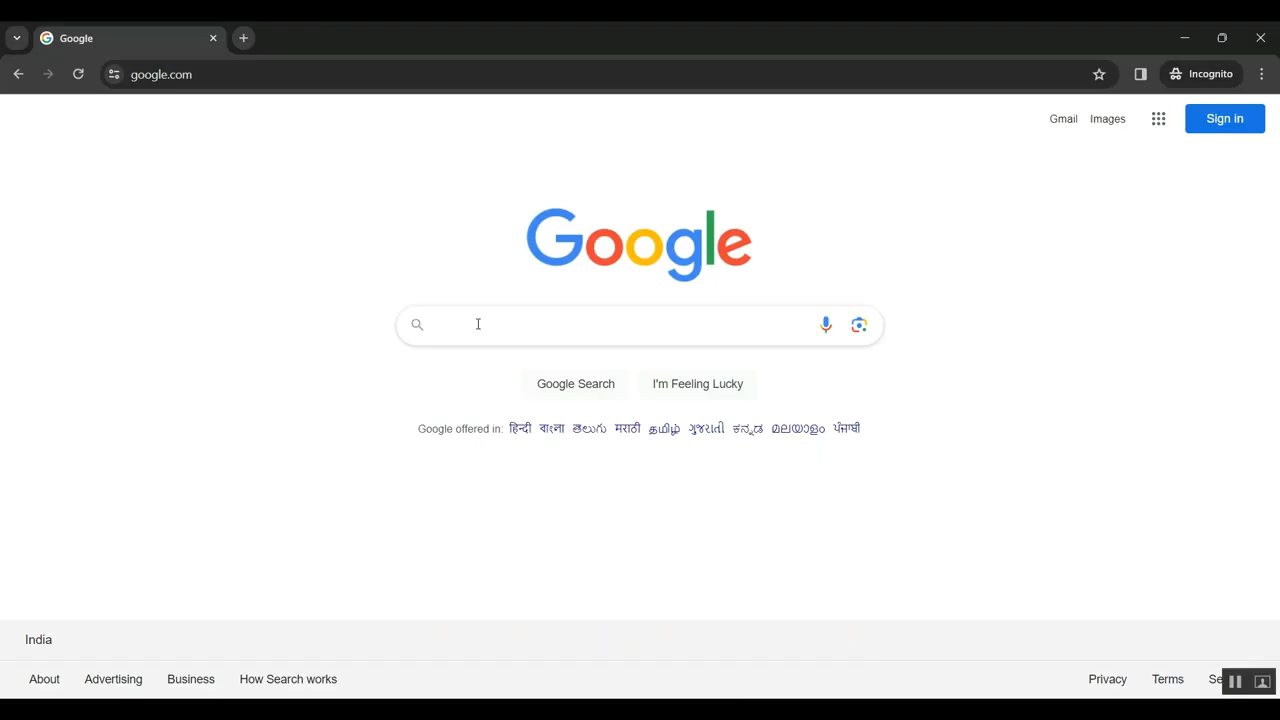 Google
google.com
Incognito
Gmail Images Sign in
Google
Google Search I'm Feeling Lucky
Google offered in: हिन्दी বাংলা తెలుగు मराठी தமிழ் ગુજરાતી ಕನ್ನಡ മലയാളം ਪੰਜਾਬੀ
India
About Advertising Business How Search works Privacy Terms